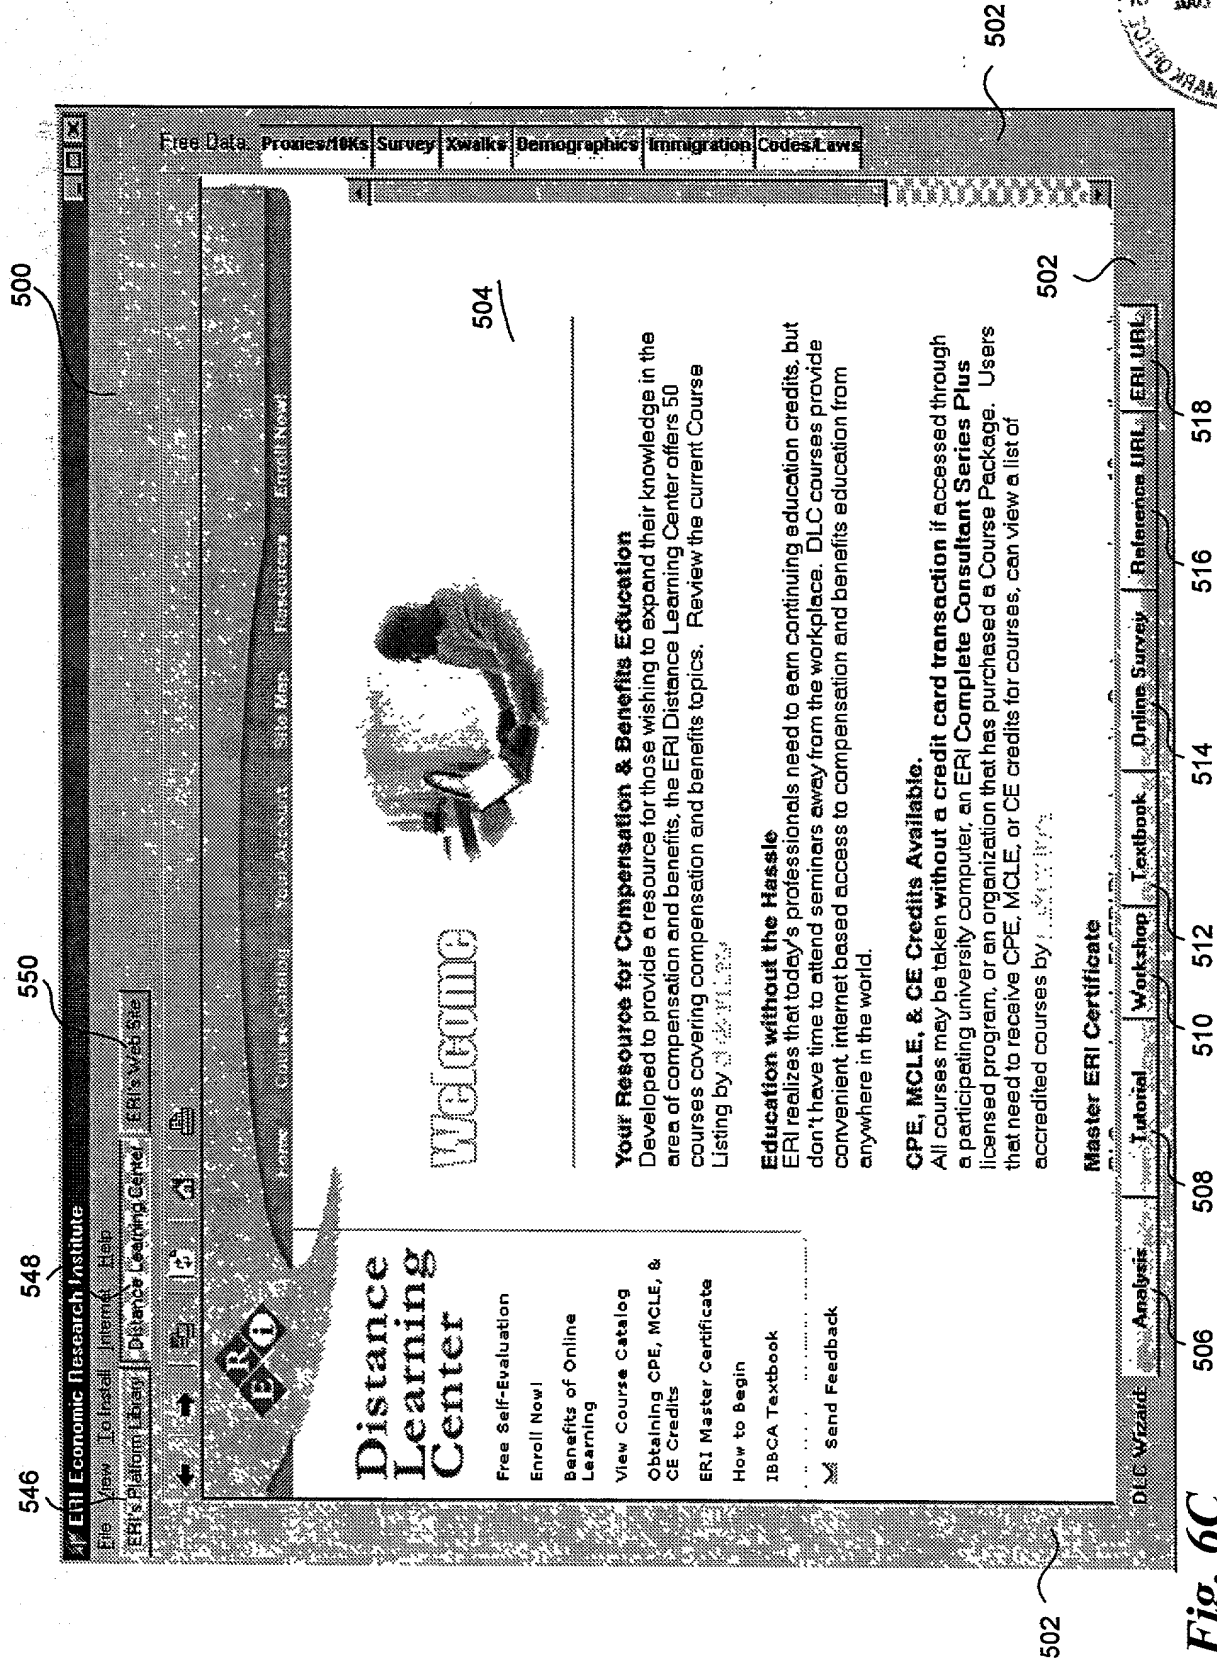 500
546
548
550
ERI Economic Research Institute
File View To Install Internet Help
ERI's Platform Library Distance Learning Center ERI's Web Site
Free Data: Proxies/10Ks Survey Xwalks Demographics Immigration Codes/Laws
E R i
Home Course Catalog Your Account Site Map Resources Enroll Now!
Distance
Learning
Center
Free Self-Evaluation
Enroll Now!
Benefits of Online
Learning
View Course Catalog
Obtaining CPE, MCLE, &
CE Credits
ERI Master Certificate
How to Begin
IBBCA Textbook
Send Feedback
Welcome
504
Your Resource for Compensation & Benefits Education
Developed to provide a resource for those wishing to expand their knowledge in the
area of compensation and benefits, the ERI Distance Learning Center offers 50
courses covering compensation and benefits topics. Review the current Course
Listing by
Education without the Hassle
ERI realizes that today's professionals need to earn continuing education credits, but
don't have time to attend seminars away from the workplace. DLC courses provide
convenient internet based access to compensation and benefits education from
anywhere in the world.
CPE, MCLE, & CE Credits Available.
All courses may be taken without a credit card transaction if accessed through
a participating university computer, an ERI Complete Consultant Series Plus
licensed program, or an organization that has purchased a Course Package. Users
that need to receive CPE, MCLE, or CE credits for courses, can view a list of
accredited courses by
Master ERI Certificate
DLC Wizard: Analysis Tutorial Workshop Textbook Online Survey Reference URL ERI URL
502
502
502
506
508
510
512
514
516
518
Fig. 6C